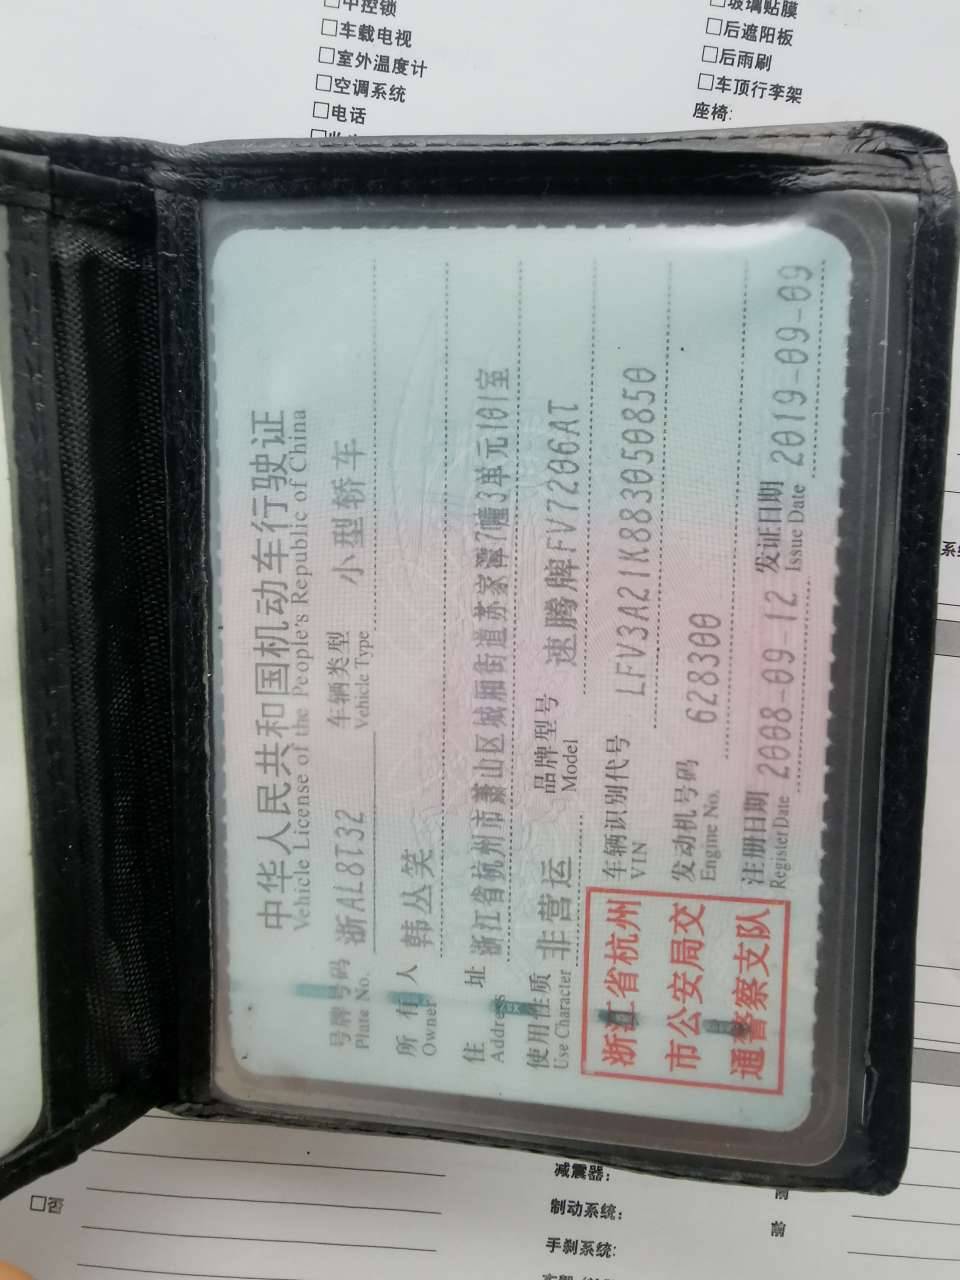 中控锁
□车载电视
□室外温度计
□空调系统
□电话
□玻璃贴膜
□后遮阳板
□后雨刷
□车顶行李架
座椅:
中华人民共和国机动车行驶证
Vehicle License of the People's Republic of China
号牌号码 浙AL8T32 车辆类型 小型轿车
Plate No. Vehicle Type
所有人 韩丛笑
Owner
住址 浙江省杭州市萧山区城厢街道苏家潭7幢3单元101室
Address
使用性质 非营运 品牌型号 速腾牌FV7206AT
Use Character Model
浙江省杭州
市公安局交
通警察支队
车辆识别代号 LFV3A21K883050850
VIN
发动机号码 628300
Engine No.
注册日期 2008-09-12 发证日期 2019-09-09
Register Date Issue Date
□否
减震器:
制动系统:
手刹系统:
前